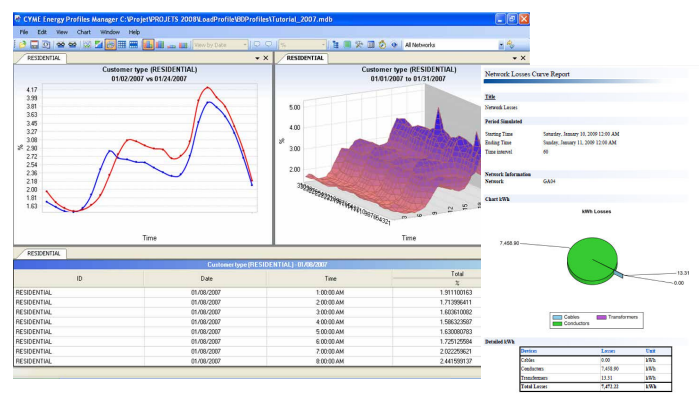 CYME Energy Profiles Manager C:\Projet\PROJETS 2008\LoadProfile\BDProfiles\Tutorial_2007.mdb
File Edit View Chart Window Help
View by Date % All Networks
RESIDENTIAL
Customer type (RESIDENTIAL)
01/02/2007 vs 01/24/2007
4.17
3.99
3.81
3.63
3.45
3.27
3.08
2.90
2.72
2.54
2.36
2.18
2.00
1.81
1.63
%
Time
RESIDENTIAL
Customer type (RESIDENTIAL)
01/01/2007 to 01/31/2007
5.00
4.00
3.00
2.00
%
3 6 9 12 15
Time
RESIDENTIAL
Customer type (RESIDENTIAL) - 01/08/2007
ID Date Time Total
%
RESIDENTIAL 01/08/2007 1:00:00 AM 1.911100163
RESIDENTIAL 01/08/2007 2:00:00 AM 1.713996411
RESIDENTIAL 01/08/2007 3:00:00 AM 1.603610082
RESIDENTIAL 01/08/2007 4:00:00 AM 1.586323587
RESIDENTIAL 01/08/2007 5:00:00 AM 1.630080783
RESIDENTIAL 01/08/2007 6:00:00 AM 1.725125584
RESIDENTIAL 01/08/2007 7:00:00 AM 2.022259621
RESIDENTIAL 01/08/2007 8:00:00 AM 2.441599137
Network Losses Curve Report
Title
Network Losses
Period Simulated
Starting Time Saturday, January 10, 2009 12:00 AM
Ending Time Sunday, January 11, 2009 12:00 AM
Time interval 60
Network Information
Network GA04
Chart kWh
kWh Losses
7,458.90
13.31
0.00
Cables Transformers
Conductors
Detailed kWh
Devices Losses Unit
Cables 0.00 kWh
Conductors 7,458.90 kWh
Transformers 13.31 kWh
Total Losses 7,472.22 kWh